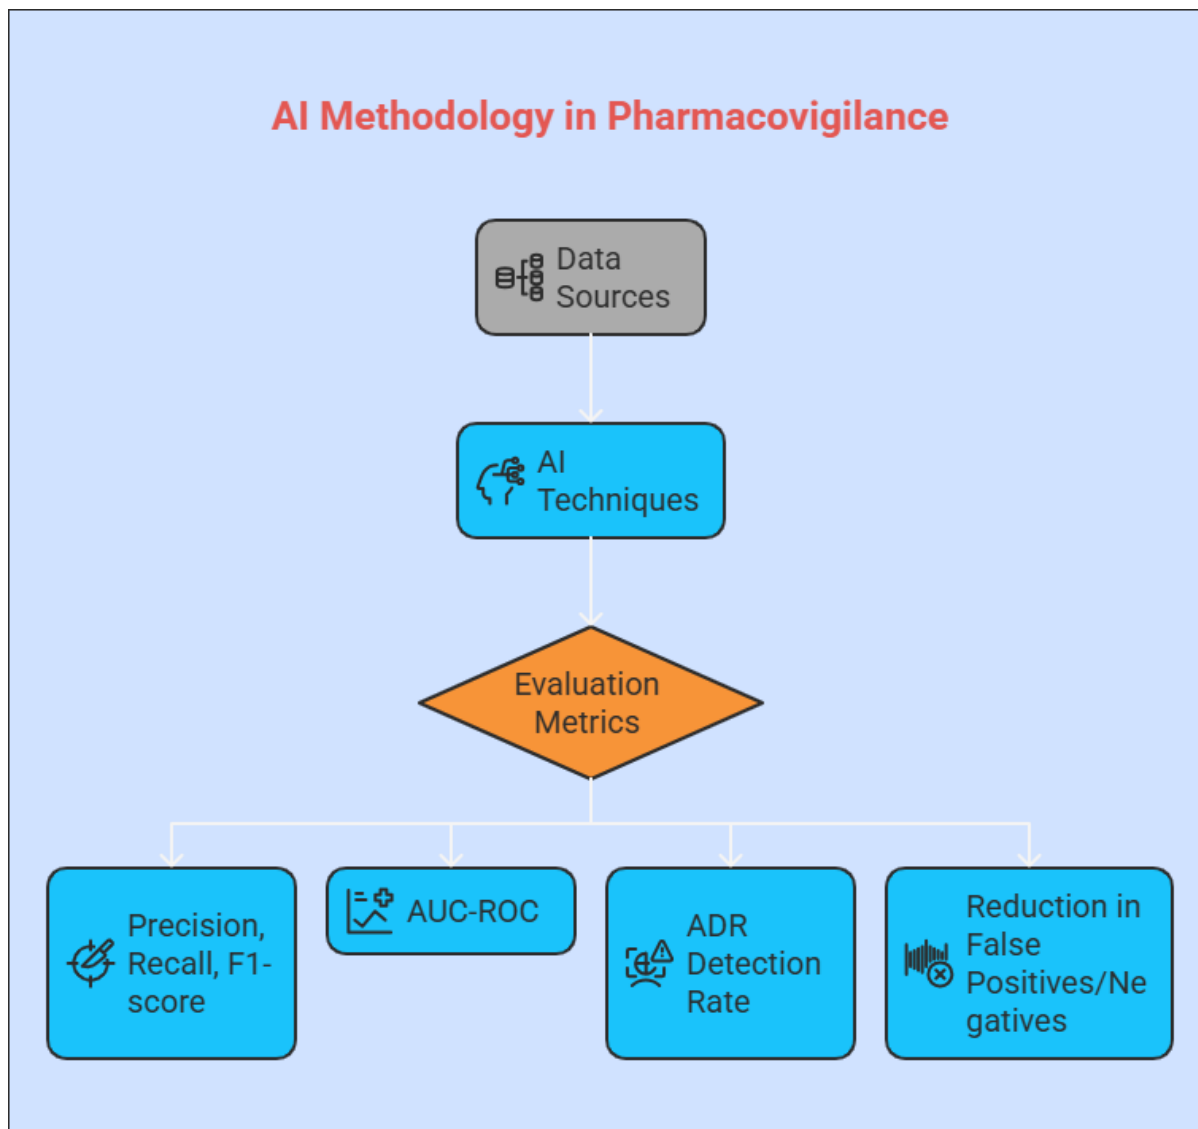 AI Methodology in Pharmacovigilance
Data
Sources
AI
Techniques
Evaluation
Metrics
Precision,
Recall, F1-
score
AUC-ROC
ADR
Detection
Rate
Reduction in
False
Positives/Ne
gatives